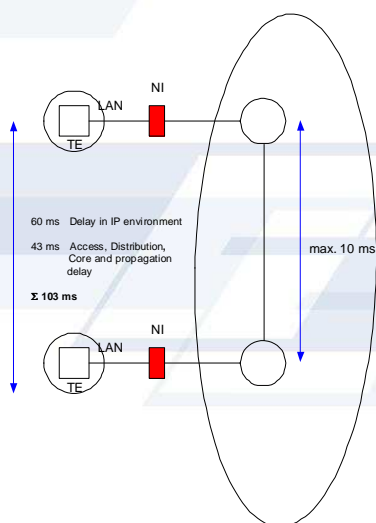 NI
LAN
TE
60 ms Delay in IP environment
43 ms Access, Distribution,
Core and propagation
delay
max. 10 ms
Σ 103 ms
NI
LAN
TE